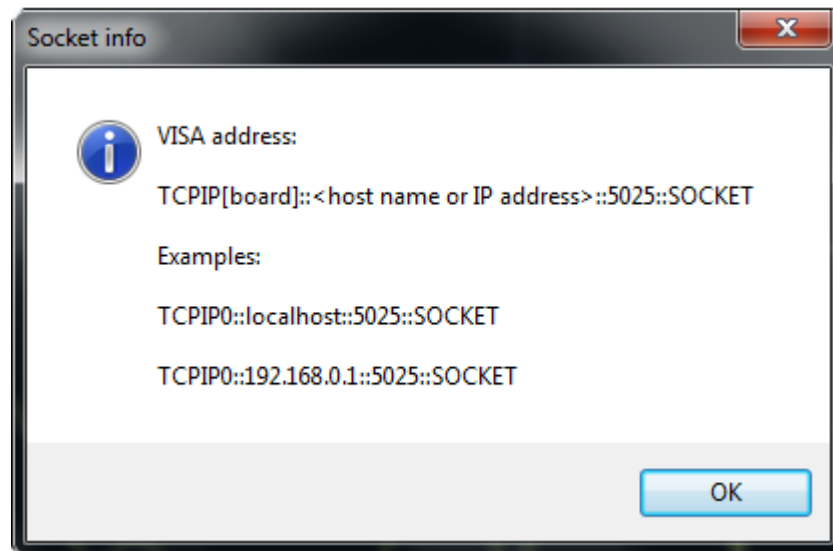 Socket info
VISA address:
TCPIP[board]::<host name or IP address>::5025::SOCKET
Examples:
TCPIP0::localhost::5025::SOCKET
TCPIP0::192.168.0.1::5025::SOCKET
OK